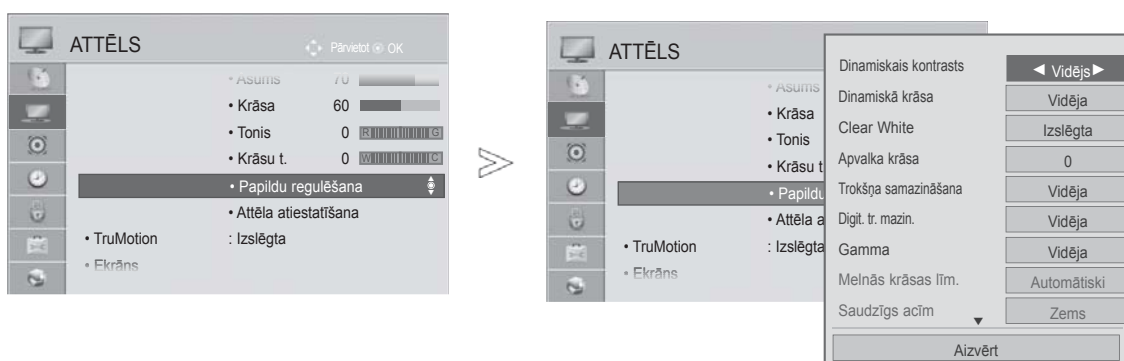 ATTĒLS Pārvietot OK
• Asums 70
• Krāsa 60
• Tonis 0 R G
• Krāsu t. 0 W C
• Papildu regulēšana
• Attēla atiestatīšana
• TruMotion : Izslēgta
• Ekrāns
ATTĒLS
• Asums
• Krāsa
• Tonis
• Krāsu t
• Papildu
• Attēla a
• TruMotion : Izslēgta
• Ekrāns
Dinamiskais kontrasts ◄ Vidējs►
Dinamiskā krāsa Vidēja
Clear White Izslēgta
Apvalka krāsa 0
Trokšņa samazināšana Vidēja
Digit. tr. mazin. Vidēja
Gamma Vidēja
Melnās krāsas līm. Automātiski
Saudzīgs acīm Zems
Aizvērt